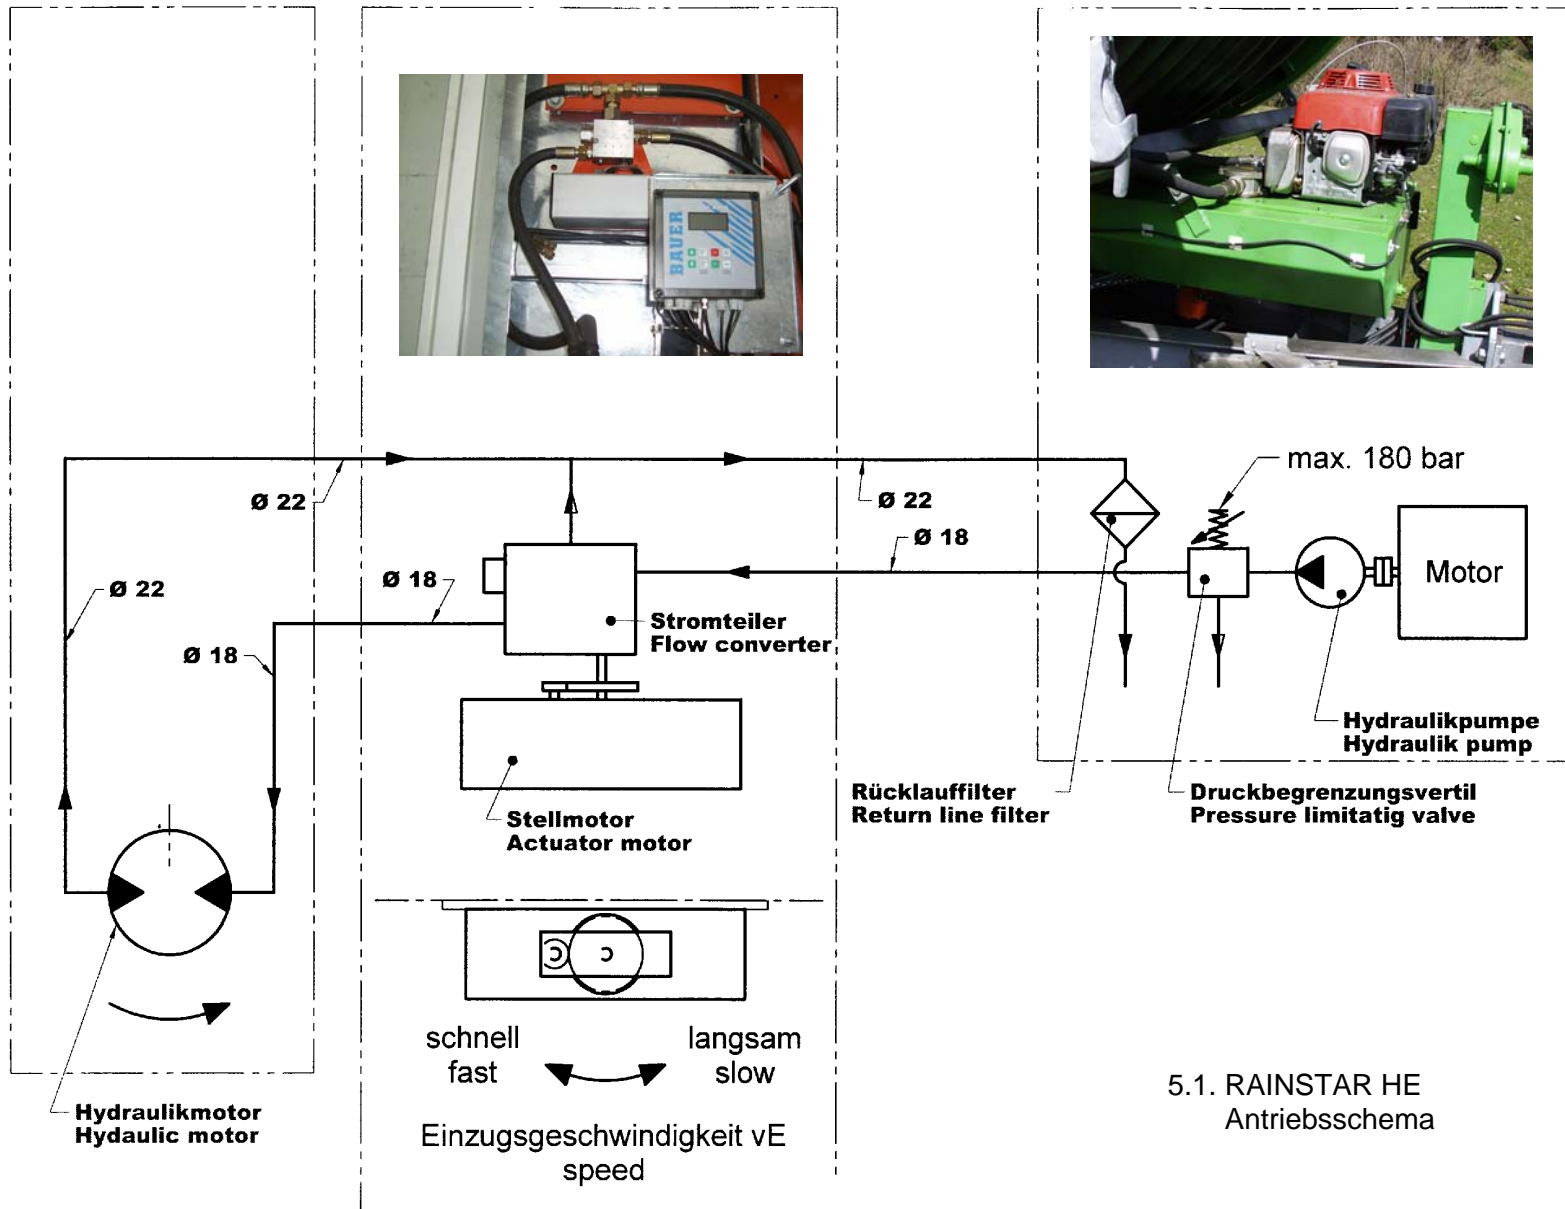 BAUER
max. 180 bar
Ø 22
Ø 22
Ø 18
Ø 22
Ø 18
Ø 18
Motor
Stromteiler
Flow converter
Hydraulikpumpe
Hydraulik pump
Rücklauffilter
Return line filter
Druckbegrenzungsvertil
Pressure limitatig valve
Stellmotor
Actuator motor
schnell
fast
langsam
slow
Hydraulikmotor
Hydaulic motor
Einzugsgeschwindigkeit vE
speed
5.1. RAINSTAR HE
Antriebsschema